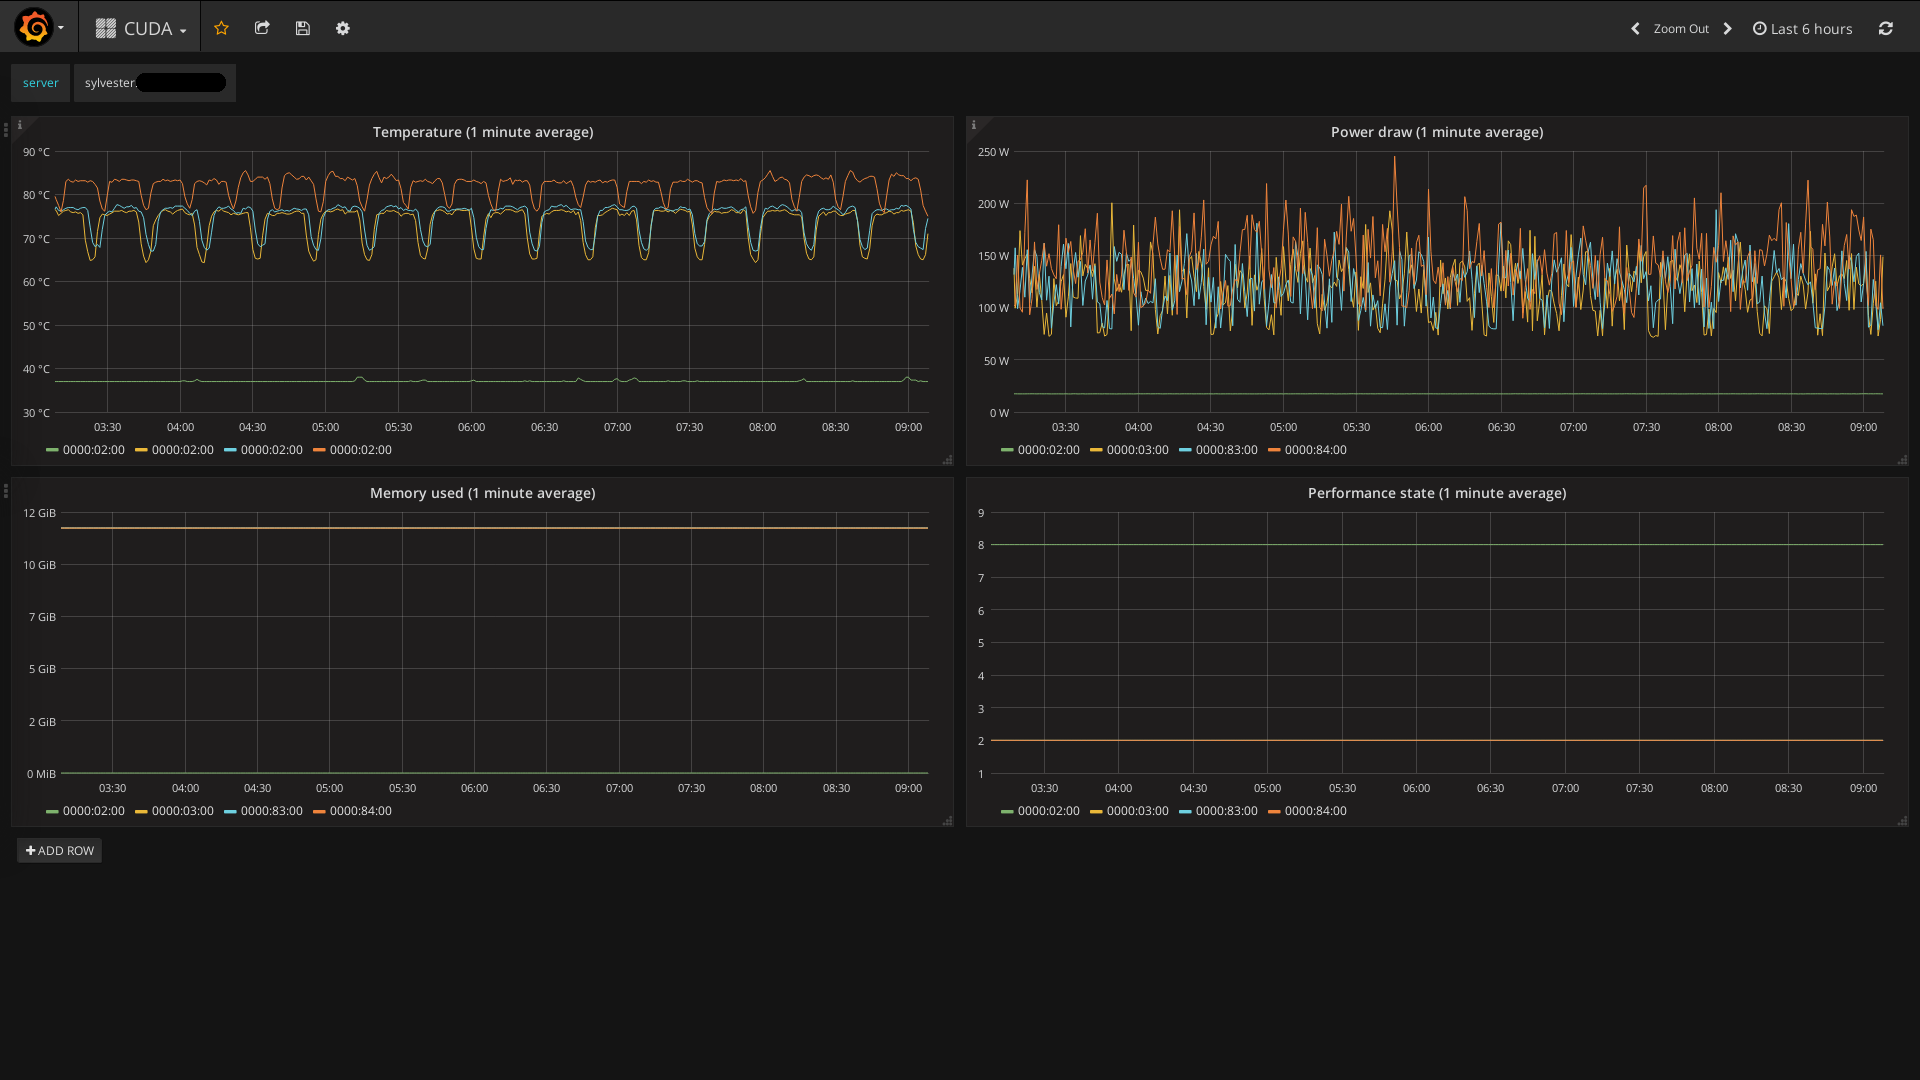 CUDA
Zoom Out
Last 6 hours
server
sylvester.
i
Temperature (1 minute average)
90 °C
80 °C
70 °C
60 °C
50 °C
40 °C
30 °C
03:30 04:00 04:30 05:00 05:30 06:00 06:30 07:00 07:30 08:00 08:30 09:00
0000:02:00 0000:02:00 0000:02:00 0000:02:00
i
Power draw (1 minute average)
250 W
200 W
150 W
100 W
50 W
0 W
03:30 04:00 04:30 05:00 05:30 06:00 06:30 07:00 07:30 08:00 08:30 09:00
0000:02:00 0000:03:00 0000:83:00 0000:84:00
Memory used (1 minute average)
12 GiB
10 GiB
7 GiB
5 GiB
2 GiB
0 MiB
03:30 04:00 04:30 05:00 05:30 06:00 06:30 07:00 07:30 08:00 08:30 09:00
0000:02:00 0000:03:00 0000:83:00 0000:84:00
Performance state (1 minute average)
9
8
7
6
5
4
3
2
1
03:30 04:00 04:30 05:00 05:30 06:00 06:30 07:00 07:30 08:00 08:30 09:00
0000:02:00 0000:03:00 0000:83:00 0000:84:00
+ ADD ROW